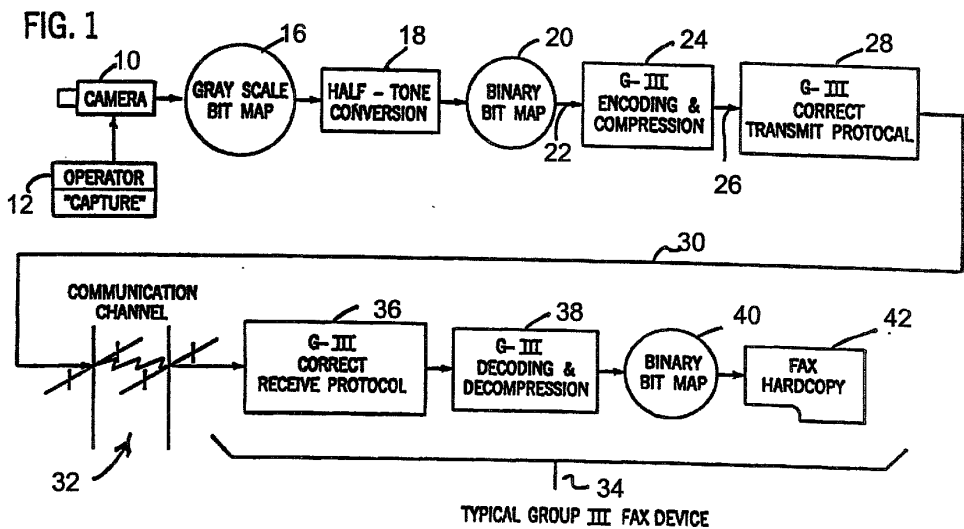 FIG. 1
10
CAMERA
12
OPERATOR
"CAPTURE"
16
GRAY SCALE
BIT MAP
18
HALF - TONE
CONVERSION
20
BINARY
BIT MAP
22
24
G-III
ENCODING &
COMPRESSION
26
28
G-III
CORRECT
TRANSMIT PROTOCAL
30
COMMUNICATION
CHANNEL
32
36
G-III
CORRECT
RECEIVE PROTOCOL
38
G-III
DECODING &
DECOMPRESSION
40
BINARY
BIT MAP
42
FAX
HARDCOPY
34
TYPICAL GROUP III FAX DEVICE